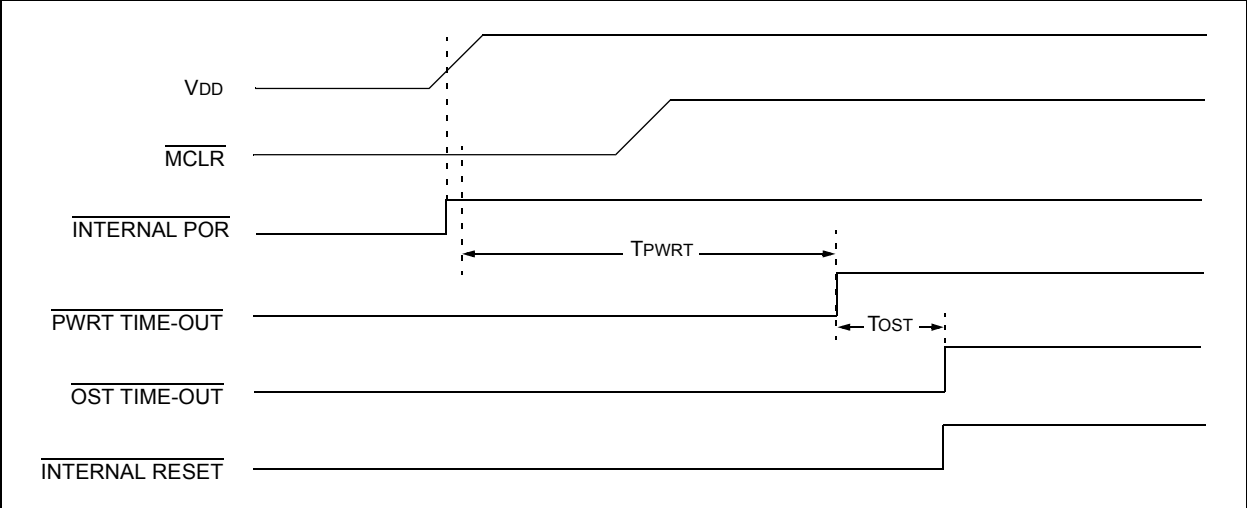 VDD
MCLR
INTERNAL POR
TPWRT
PWRT TIME-OUT
TOST
OST TIME-OUT
INTERNAL RESET